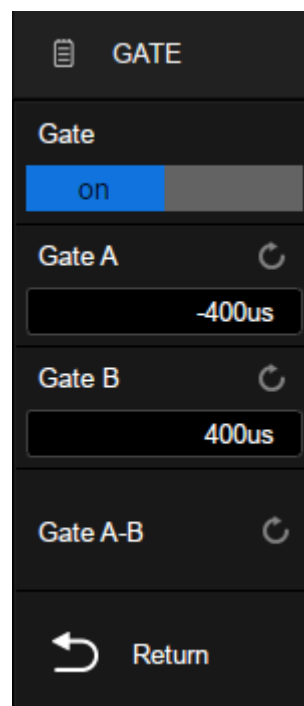 GATE
Gate
on
Gate A
-400us
Gate B
400us
Gate A-B
Return